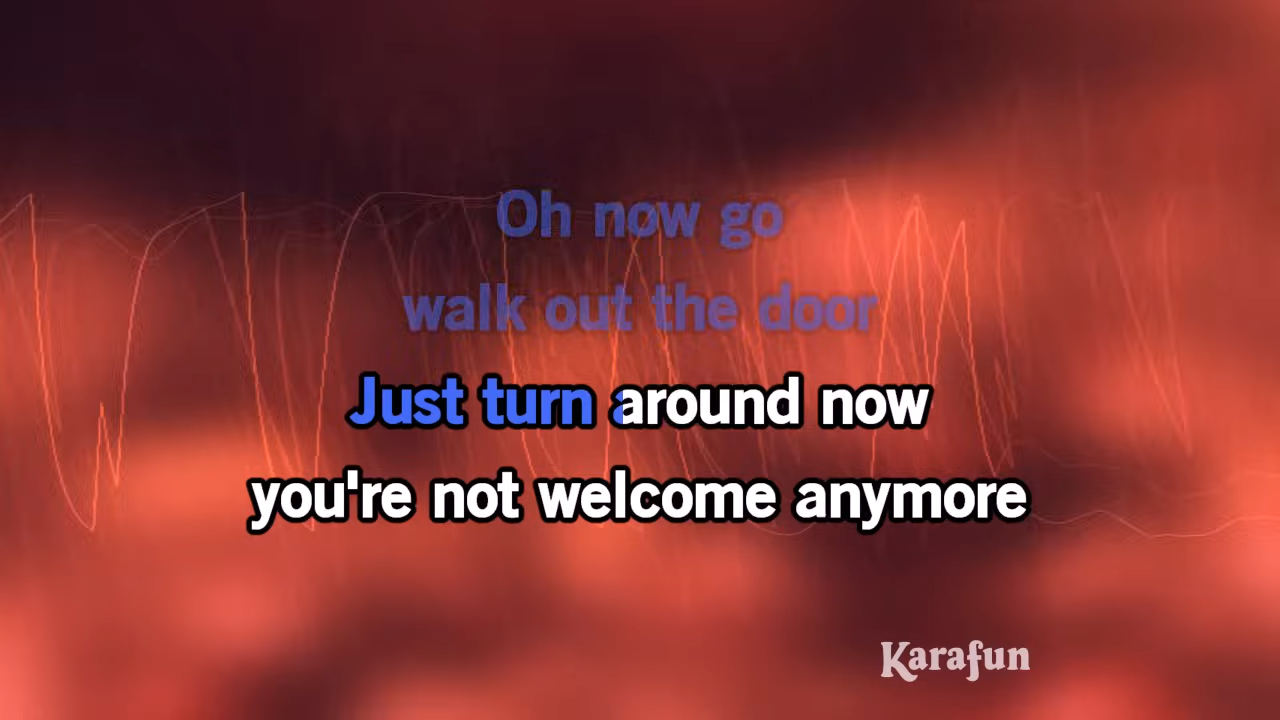 Oh now go
walk out the door
Just turn around now
you're not welcome anymore
Karafun